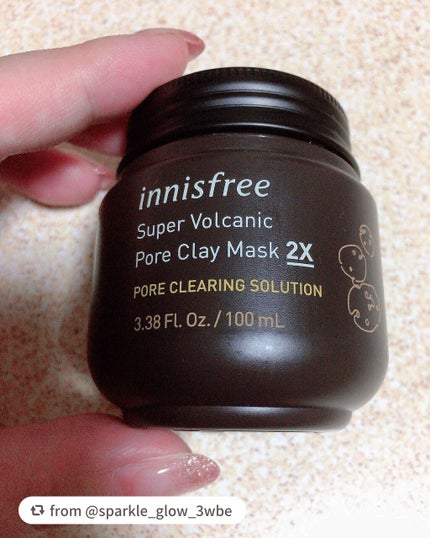 innisfree
Super Volcanic
Pore Clay Mask 2X
PORE CLEARING SOLUTION
3.38 Fl. Oz. / 100 mL
from @sparkle_glow_3wbe